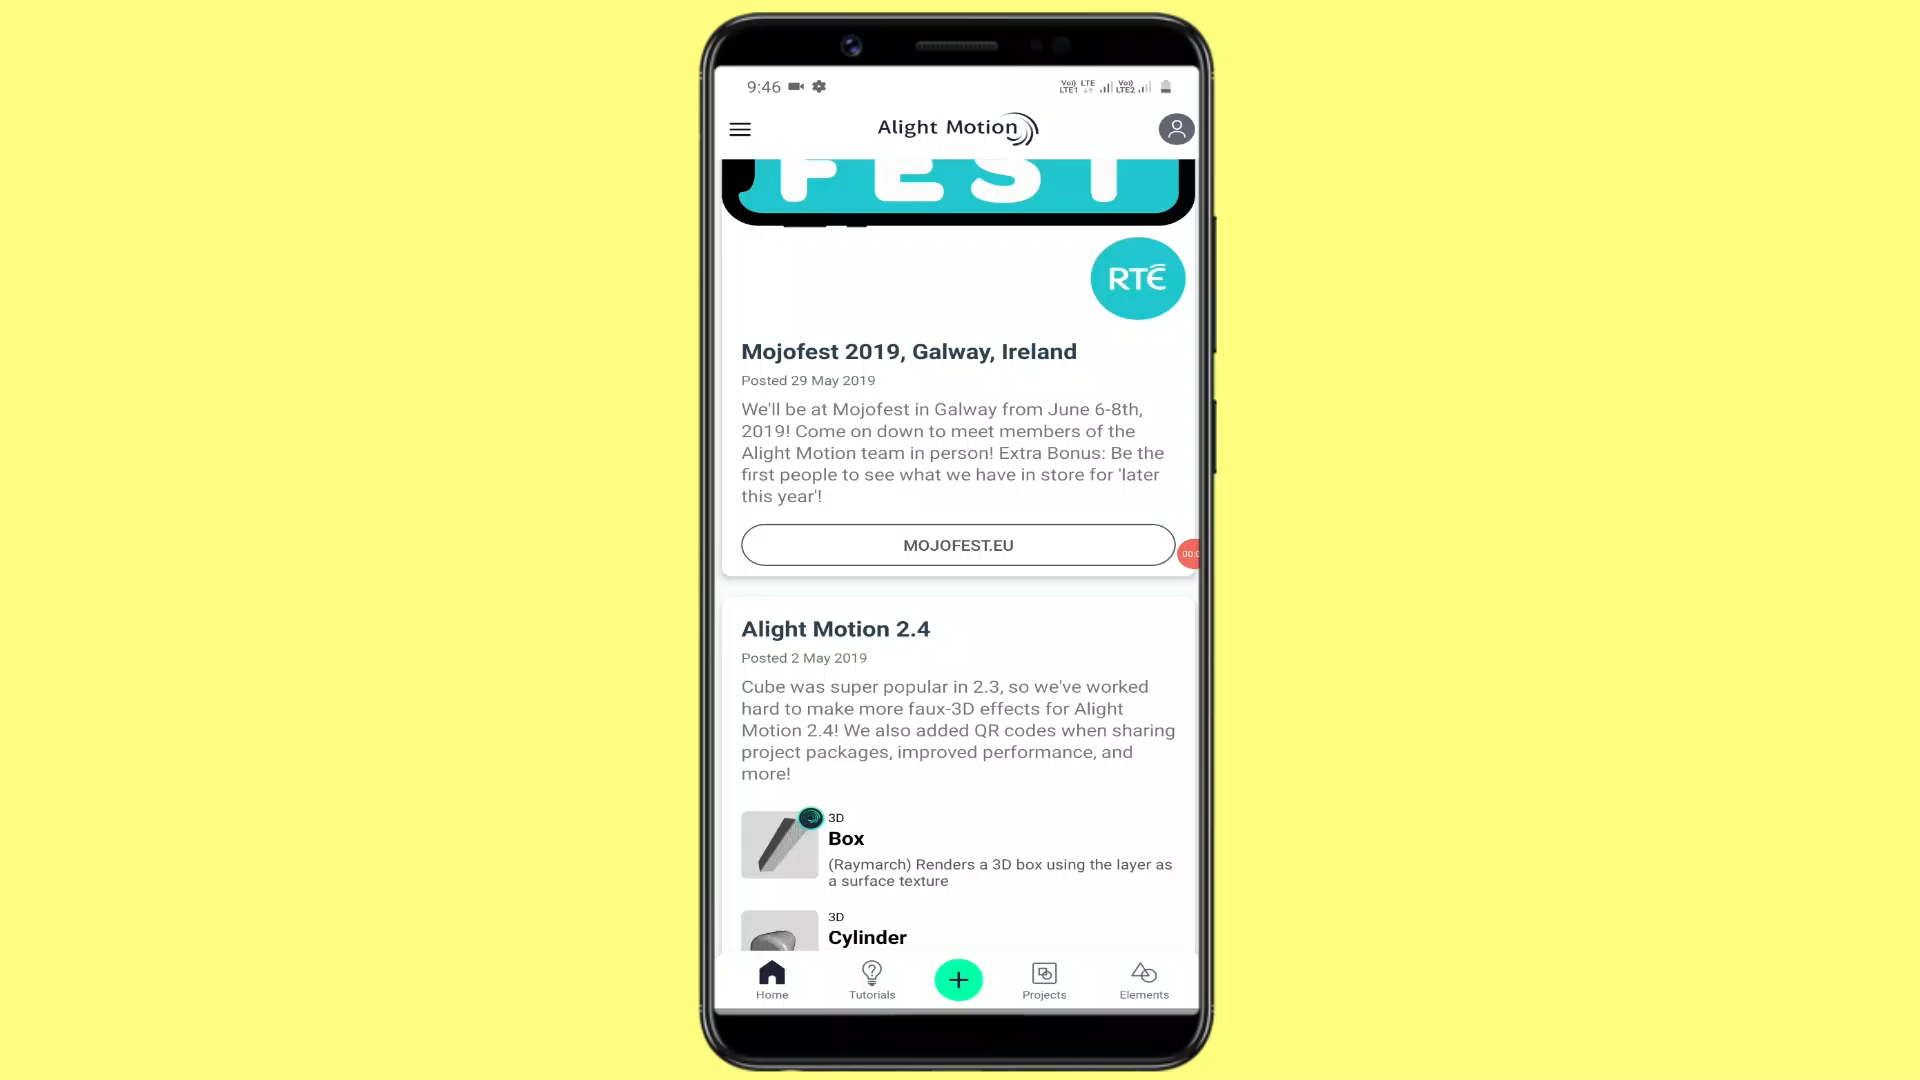 9:46
Vo)) LTE
LTE1
Vo))
LTE2
Alight Motion
FEST
RTÉ
Mojofest 2019, Galway, Ireland
Posted 29 May 2019
We'll be at Mojofest in Galway from June 6-8th,
2019! Come on down to meet members of the
Alight Motion team in person! Extra Bonus: Be the
first people to see what we have in store for 'later
this year'!
MOJOFEST.EU
Alight Motion 2.4
Posted 2 May 2019
Cube was super popular in 2.3, so we've worked
hard to make more faux-3D effects for Alight
Motion 2.4! We also added QR codes when sharing
project packages, improved performance, and
more!
3D
Box
(Raymarch) Renders a 3D box using the layer as
a surface texture
3D
Cylinder
Home
Tutorials
Projects
Elements